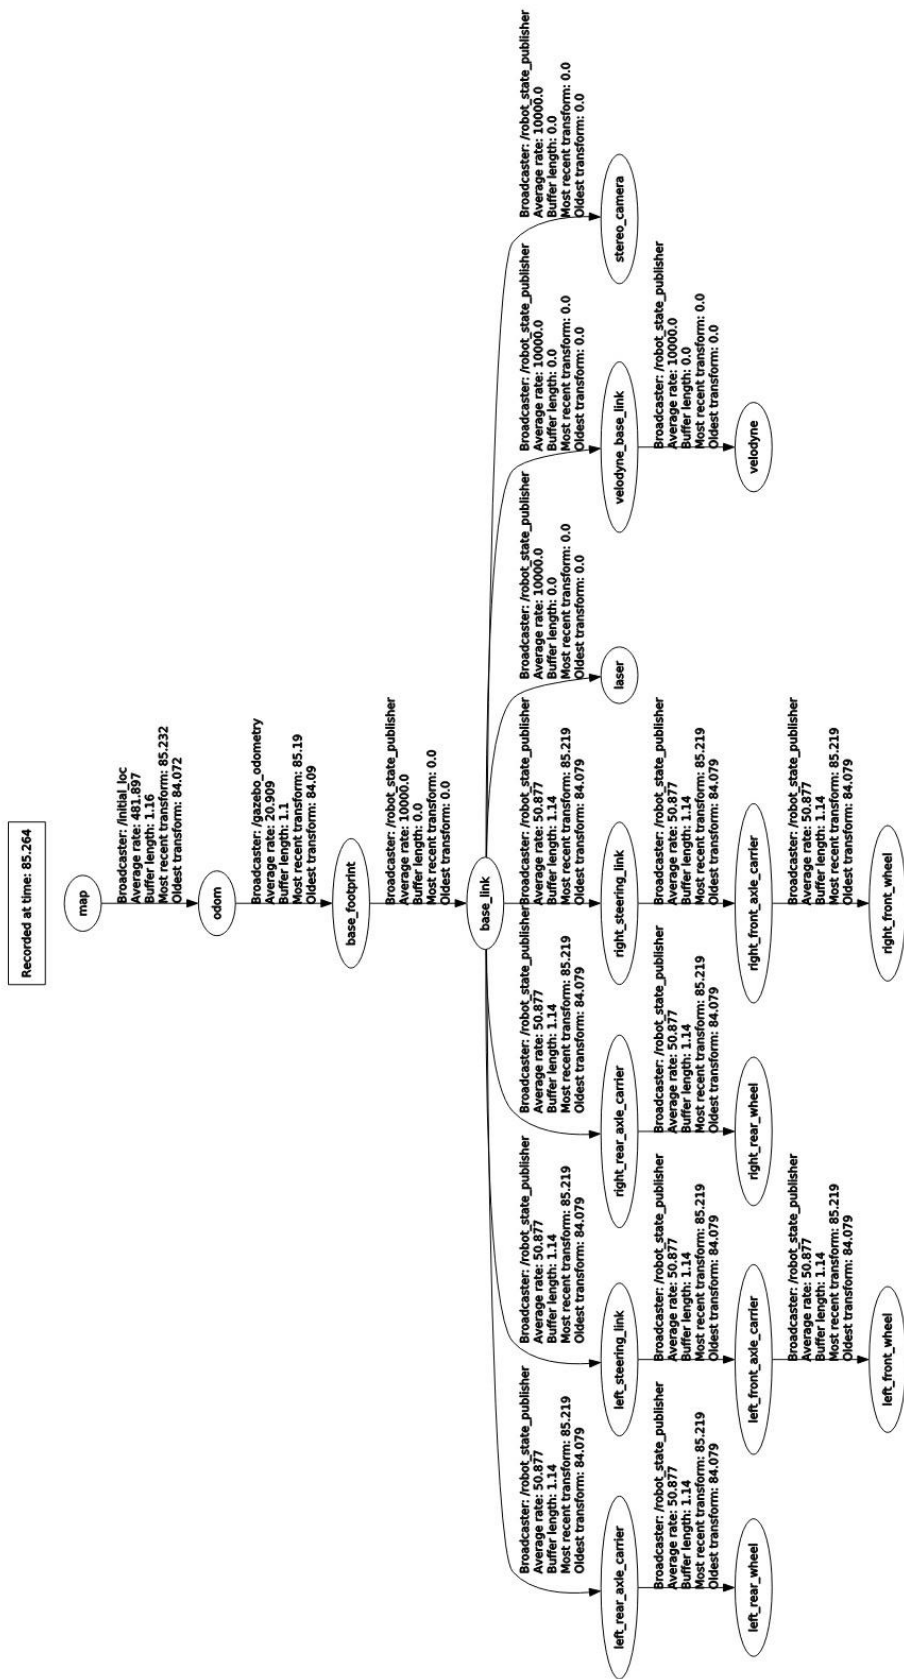 Recorded at time: 85.264
map
Broadcaster: /initial_loc
Average rate: 481.897
Buffer length: 1.16
Most recent transform: 85.232
Oldest transform: 84.072
odom
Broadcaster: /gazebo_odometry
Average rate: 20.909
Buffer length: 1.1
Most recent transform: 85.19
Oldest transform: 84.09
base_footprint
Broadcaster: /robot_state_publisher
Average rate: 10000.0
Buffer length: 0.0
Most recent transform: 0.0
Oldest transform: 0.0
base_link
Broadcaster: /robot_state_publisher
Average rate: 50.877
Buffer length: 1.14
Most recent transform: 85.219
Oldest transform: 84.079
left_rear_axle_carrier
Broadcaster: /robot_state_publisher
Average rate: 50.877
Buffer length: 1.14
Most recent transform: 85.219
Oldest transform: 84.079
left_rear_wheel
Broadcaster: /robot_state_publisher
Average rate: 50.877
Buffer length: 1.14
Most recent transform: 85.219
Oldest transform: 84.079
left_steering_link
Broadcaster: /robot_state_publisher
Average rate: 50.877
Buffer length: 1.14
Most recent transform: 85.219
Oldest transform: 84.079
left_front_axle_carrier
Broadcaster: /robot_state_publisher
Average rate: 50.877
Buffer length: 1.14
Most recent transform: 85.219
Oldest transform: 84.079
left_front_wheel
Broadcaster: /robot_state_publisher
Average rate: 50.877
Buffer length: 1.14
Most recent transform: 85.219
Oldest transform: 84.079
right_rear_axle_carrier
Broadcaster: /robot_state_publisher
Average rate: 50.877
Buffer length: 1.14
Most recent transform: 85.219
Oldest transform: 84.079
right_rear_wheel
Broadcaster: /robot_state_publisher
Average rate: 50.877
Buffer length: 1.14
Most recent transform: 85.219
Oldest transform: 84.079
right_steering_link
Broadcaster: /robot_state_publisher
Average rate: 50.877
Buffer length: 1.14
Most recent transform: 85.219
Oldest transform: 84.079
right_front_axle_carrier
Broadcaster: /robot_state_publisher
Average rate: 50.877
Buffer length: 1.14
Most recent transform: 85.219
Oldest transform: 84.079
right_front_wheel
Broadcaster: /robot_state_publisher
Average rate: 10000.0
Buffer length: 0.0
Most recent transform: 0.0
Oldest transform: 0.0
laser
Broadcaster: /robot_state_publisher
Average rate: 10000.0
Buffer length: 0.0
Most recent transform: 0.0
Oldest transform: 0.0
velodyne_base_link
Broadcaster: /robot_state_publisher
Average rate: 10000.0
Buffer length: 0.0
Most recent transform: 0.0
Oldest transform: 0.0
velodyne
Broadcaster: /robot_state_publisher
Average rate: 10000.0
Buffer length: 0.0
Most recent transform: 0.0
Oldest transform: 0.0
stereo_camera